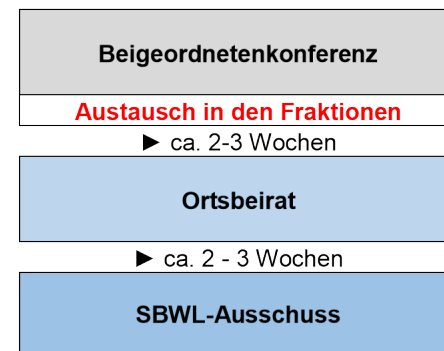 Beigeordnetenkonferenz
Austausch in den Fraktionen
► ca. 2-3 Wochen
Ortsbeirat
► ca. 2 - 3 Wochen
SBWL-Ausschuss